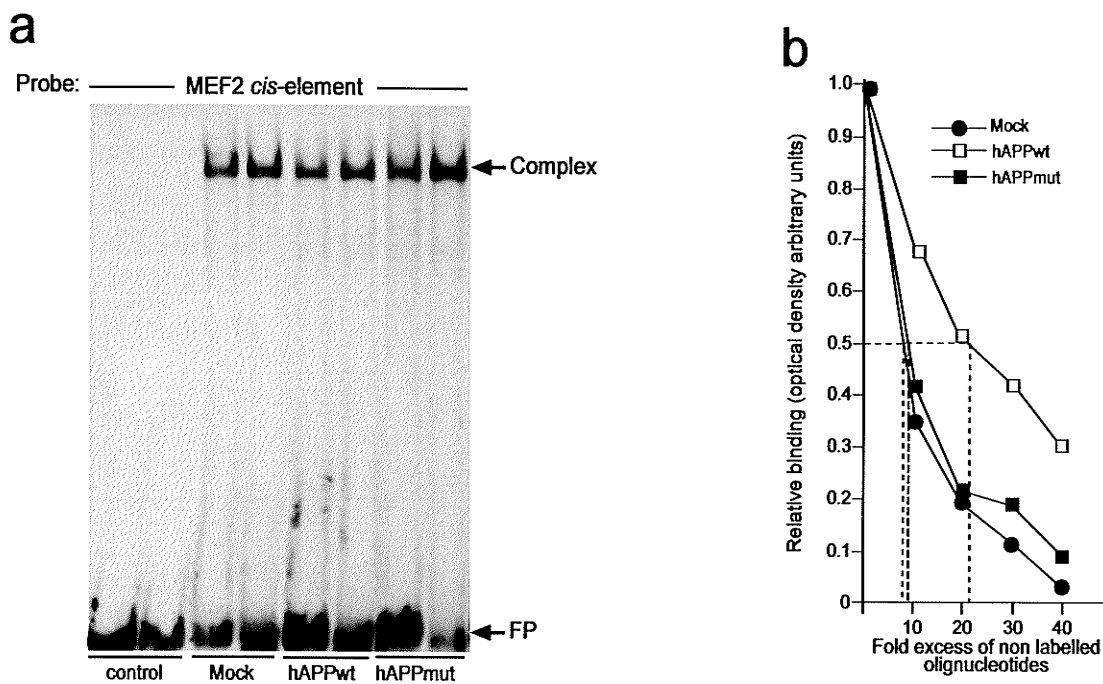 a
Probe: MEF2 cis-element
Complex
FP
control Mock hAPPwt hAPPmut
b
Relative binding (optical density arbitrary units)
1.0
0.9
0.8
0.7
0.6
0.5
0.4
0.3
0.2
0.1
0
Mock
hAPPwt
hAPPmut
10 20 30 40
Fold excess of non labelled
olignucleotides